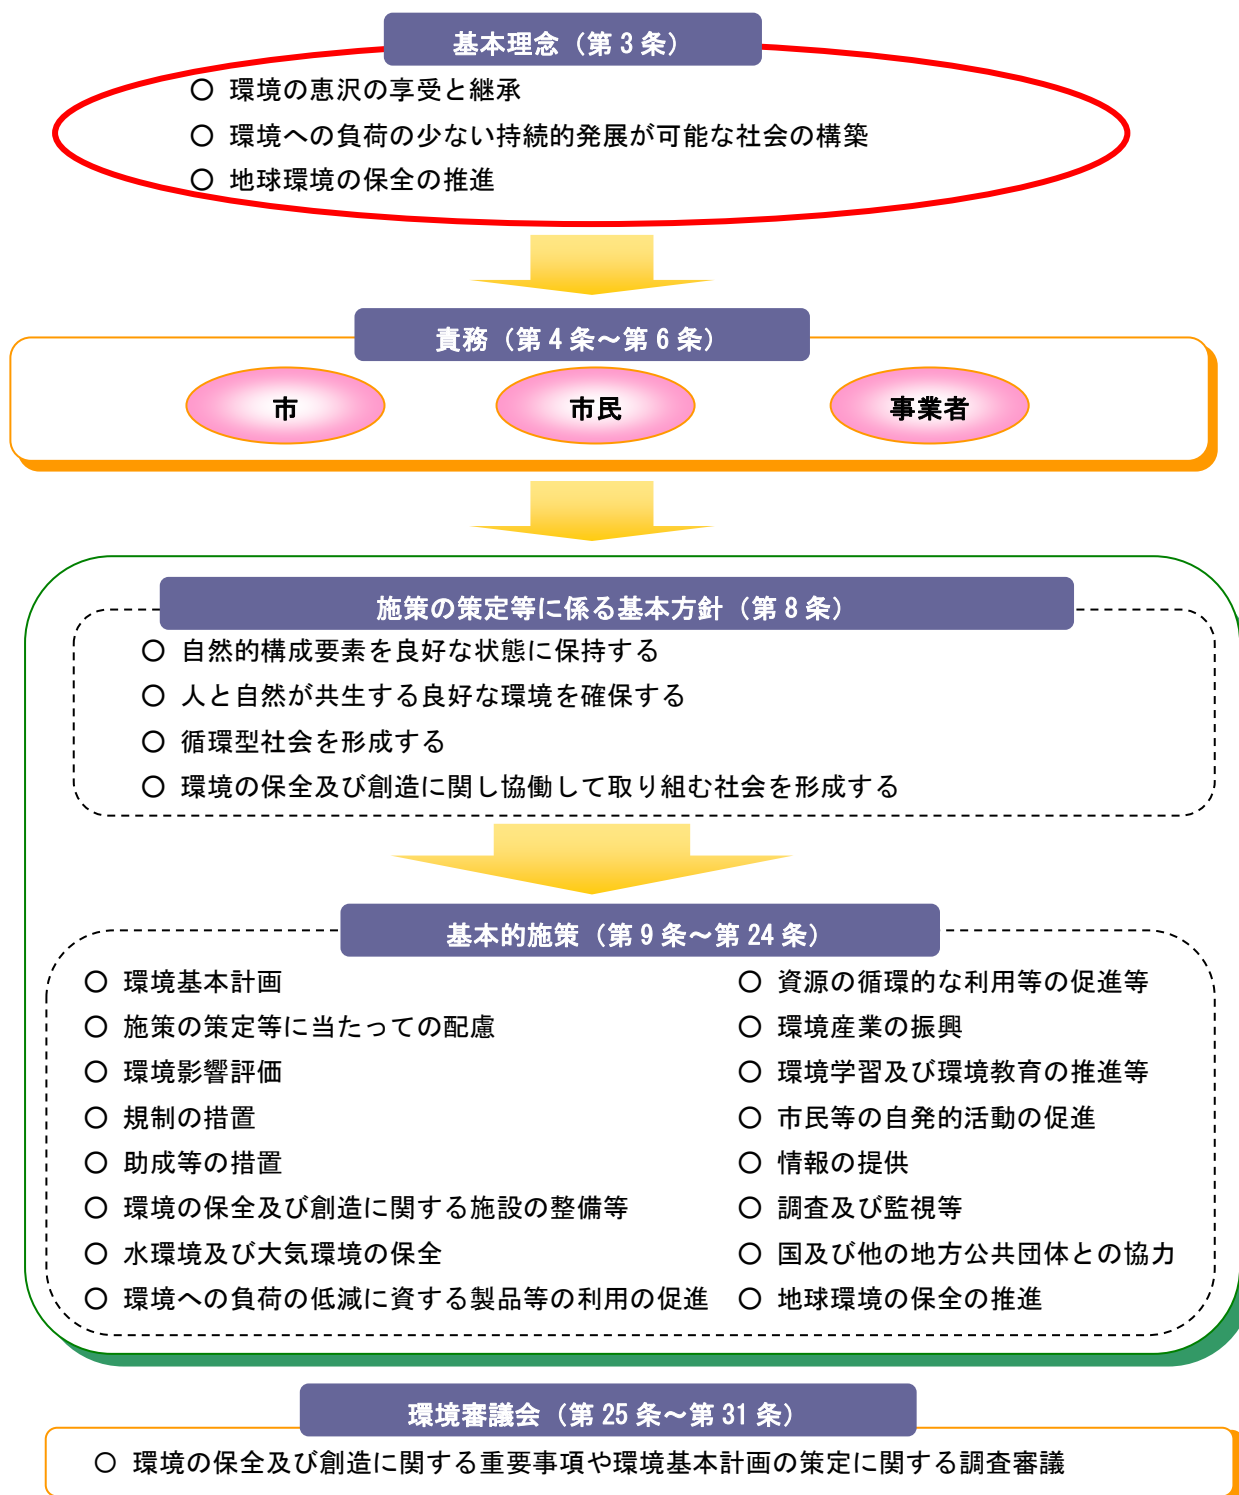 基本理念（第3条）
○ 環境の恵沢の享受と継承
○ 環境への負荷の少ない持続的発展が可能な社会の構築
○ 地球環境の保全の推進
責務（第4条～第6条）
市
市民
事業者
施策の策定等に係る基本方針（第8条）
○ 自然的構成要素を良好な状態に保持する
○ 人と自然が共生する良好な環境を確保する
○ 循環型社会を形成する
○ 環境の保全及び創造に関し協働して取り組む社会を形成する
基本的施策（第9条～第24条）
○ 環境基本計画
○ 施策の策定等に当たっての配慮
○ 環境影響評価
○ 規制の措置
○ 助成等の措置
○ 環境の保全及び創造に関する施設の整備等
○ 水環境及び大気環境の保全
○ 環境への負荷の低減に資する製品等の利用の促進
○ 資源の循環的な利用等の促進等
○ 環境産業の振興
○ 環境学習及び環境教育の推進等
○ 市民等の自発的活動の促進
○ 情報の提供
○ 調査及び監視等
○ 国及び他の地方公共団体との協力
○ 地球環境の保全の推進
環境審議会（第25条～第31条）
○ 環境の保全及び創造に関する重要事項や環境基本計画の策定に関する調査審議